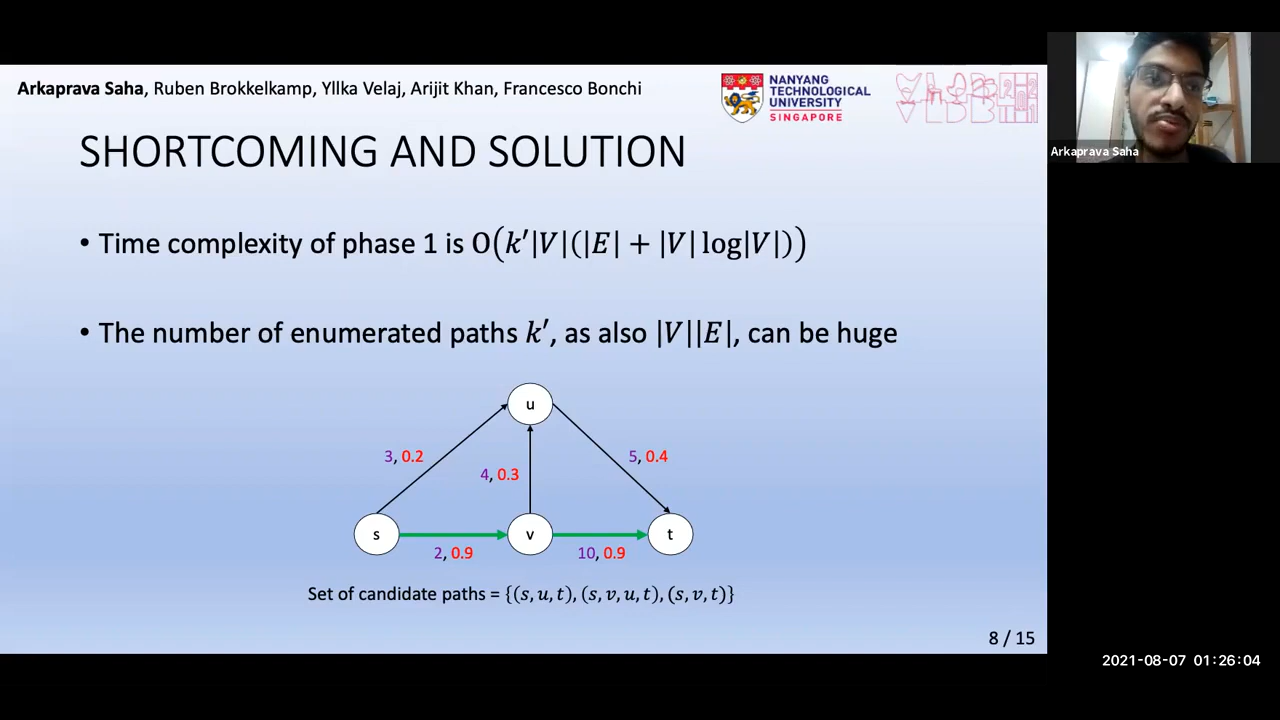 Arkaprava Saha, Ruben Brokkelkamp, Yllka Velaj, Arijit Khan, Francesco Bonchi
NANYANG
TECHNOLOGICAL
UNIVERSITY
SINGAPORE
Arkaprava Saha
SHORTCOMING AND SOLUTION
• Time complexity of phase 1 is O(k′|V|(|E| + |V| log|V|))
• The number of enumerated paths k′, as also |V||E|, can be huge
u
3, 0.2
4, 0.3
5, 0.4
s
v
t
2, 0.9
10, 0.9
Set of candidate paths = {(s, u, t), (s, v, u, t), (s, v, t)}
8 / 15
2021-08-07 01:26:04